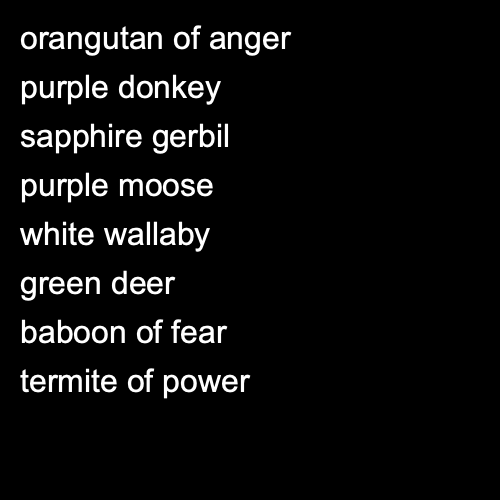 orangutan of anger
purple donkey
sapphire gerbil
purple moose
white wallaby
green deer
baboon of fear
termite of power